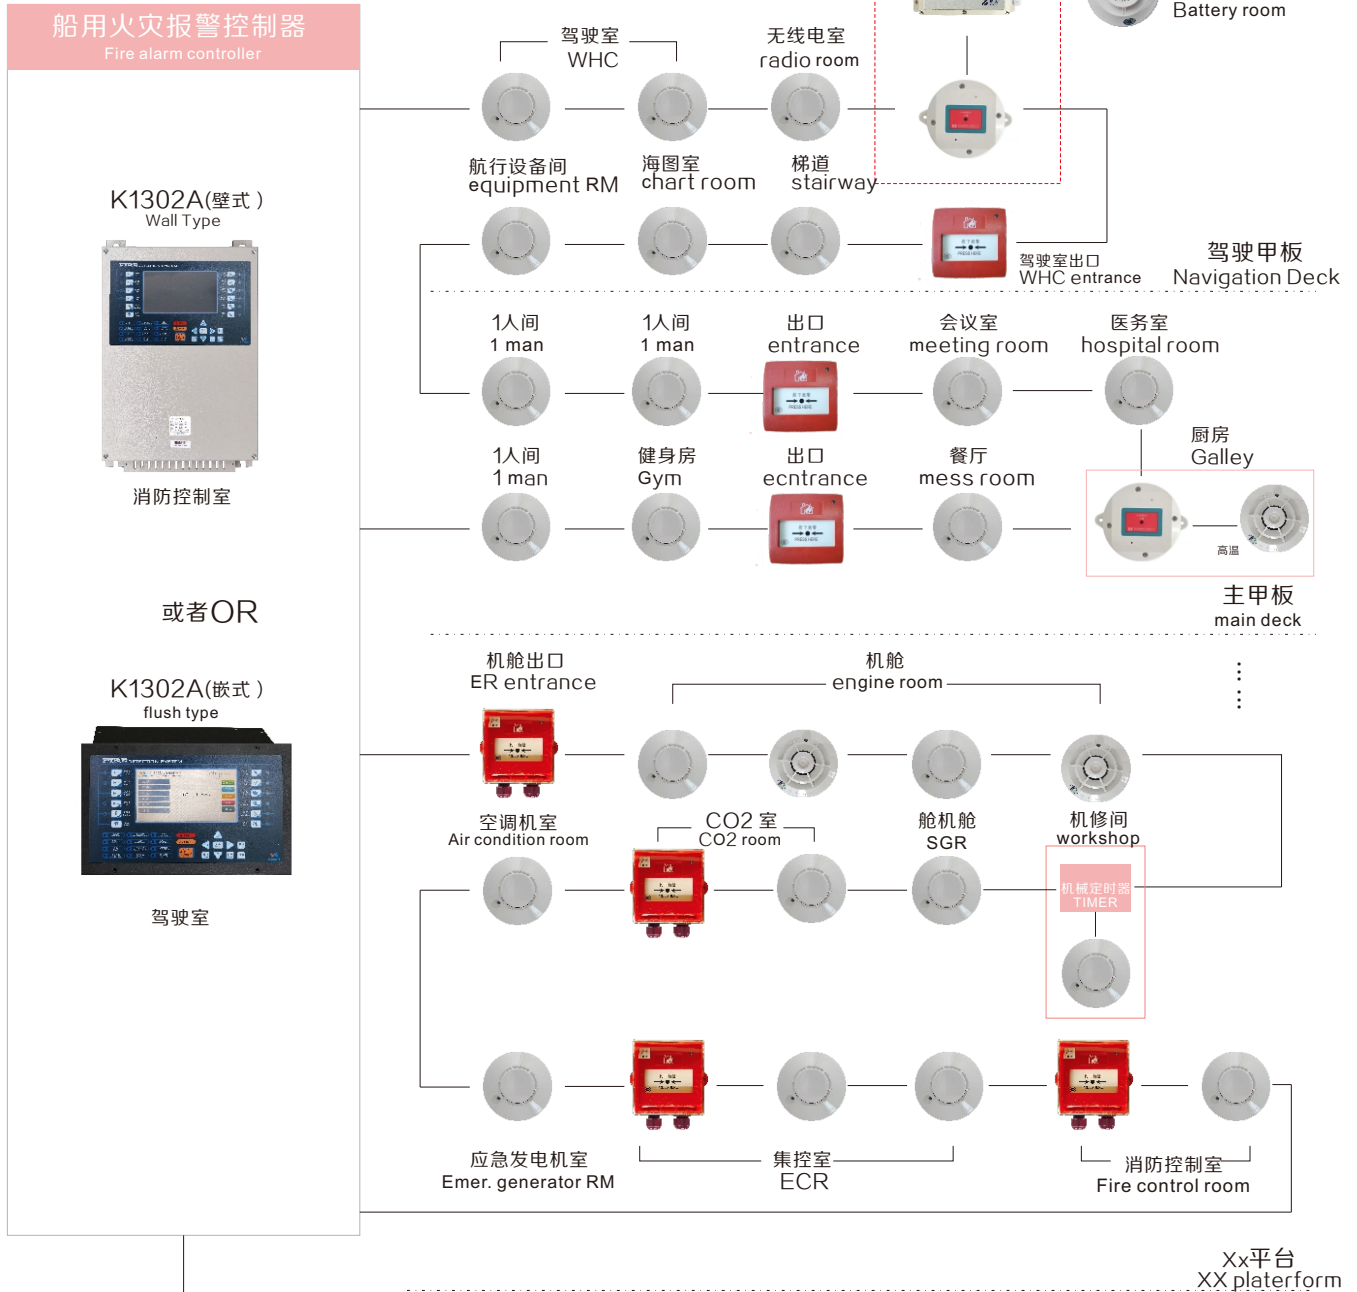 船用火灾报警控制器
Fire alarm controller
Battery room
驾驶室
WHC
无线电室
radio room
航行设备间
equipment RM
海图室
chart room
梯道
stairway
K1302A(壁式)
Wall Type
驾驶室出口
WHC entrance
驾驶甲板
Navigation Deck
1人间
1 man
1人间
1 man
出口
entrance
会议室
meeting room
医务室
hospital room
PRESS HERE
PRESS HERE
1人间
1 man
健身房
Gym
出口
ecntrance
餐厅
mess room
厨房
Galley
PRESS HERE
高温
消防控制室
主甲板
main deck
或者OR
机舱出口
ER entrance
机舱
engine room
K1302A(嵌式)
flush type
空调机室
Air condition room
CO2 室
CO2 room
舵机舱
SGR
机修间
workshop
机械定时器
TIMER
驾驶室
应急发电机室
Emer. generator RM
集控室
ECR
消防控制室
Fire control room
Xx平台
XX platerform